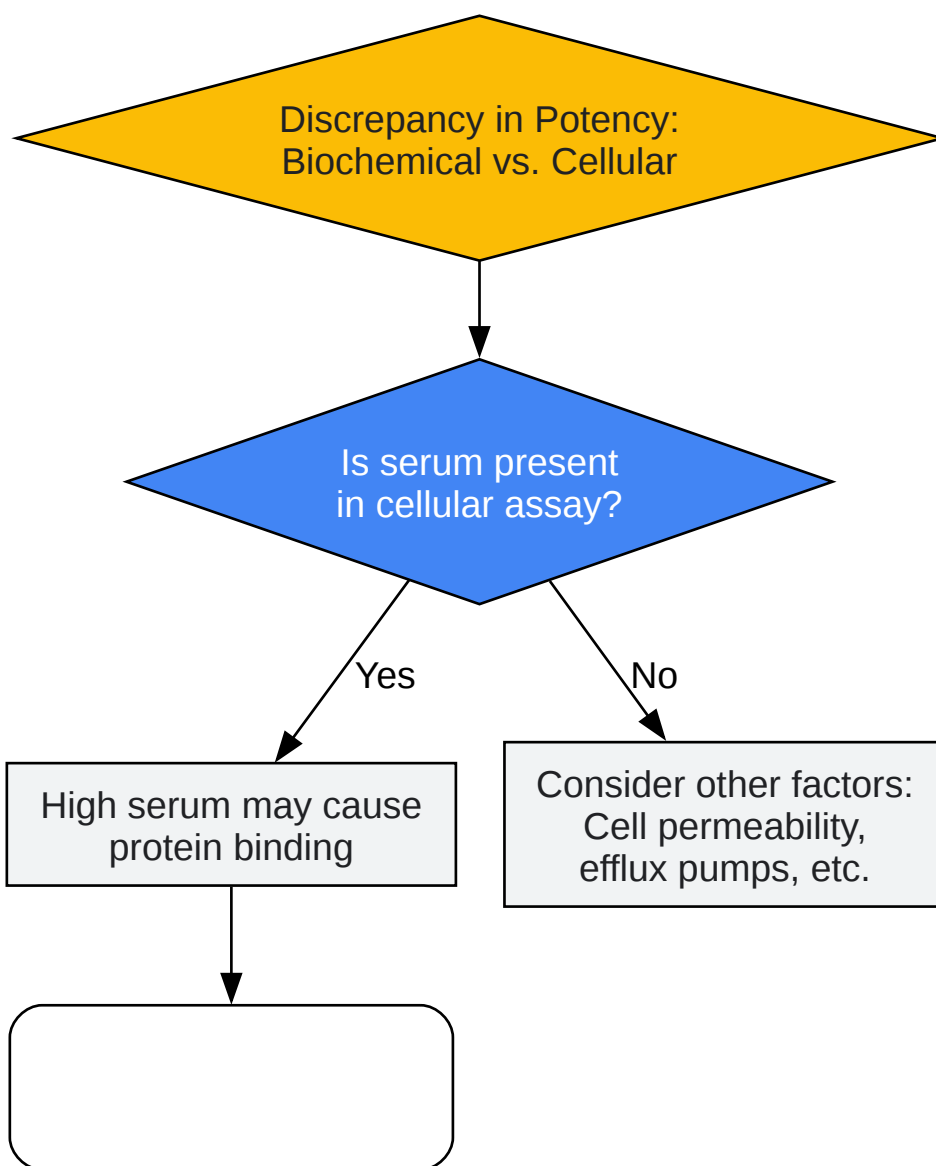 Discrepancy in Potency:
Biochemical vs. Cellular
Is serum present
in cellular assay?
Yes
No
High serum may cause
protein binding
Consider other factors:
Cell permeability,
efflux pumps, etc.